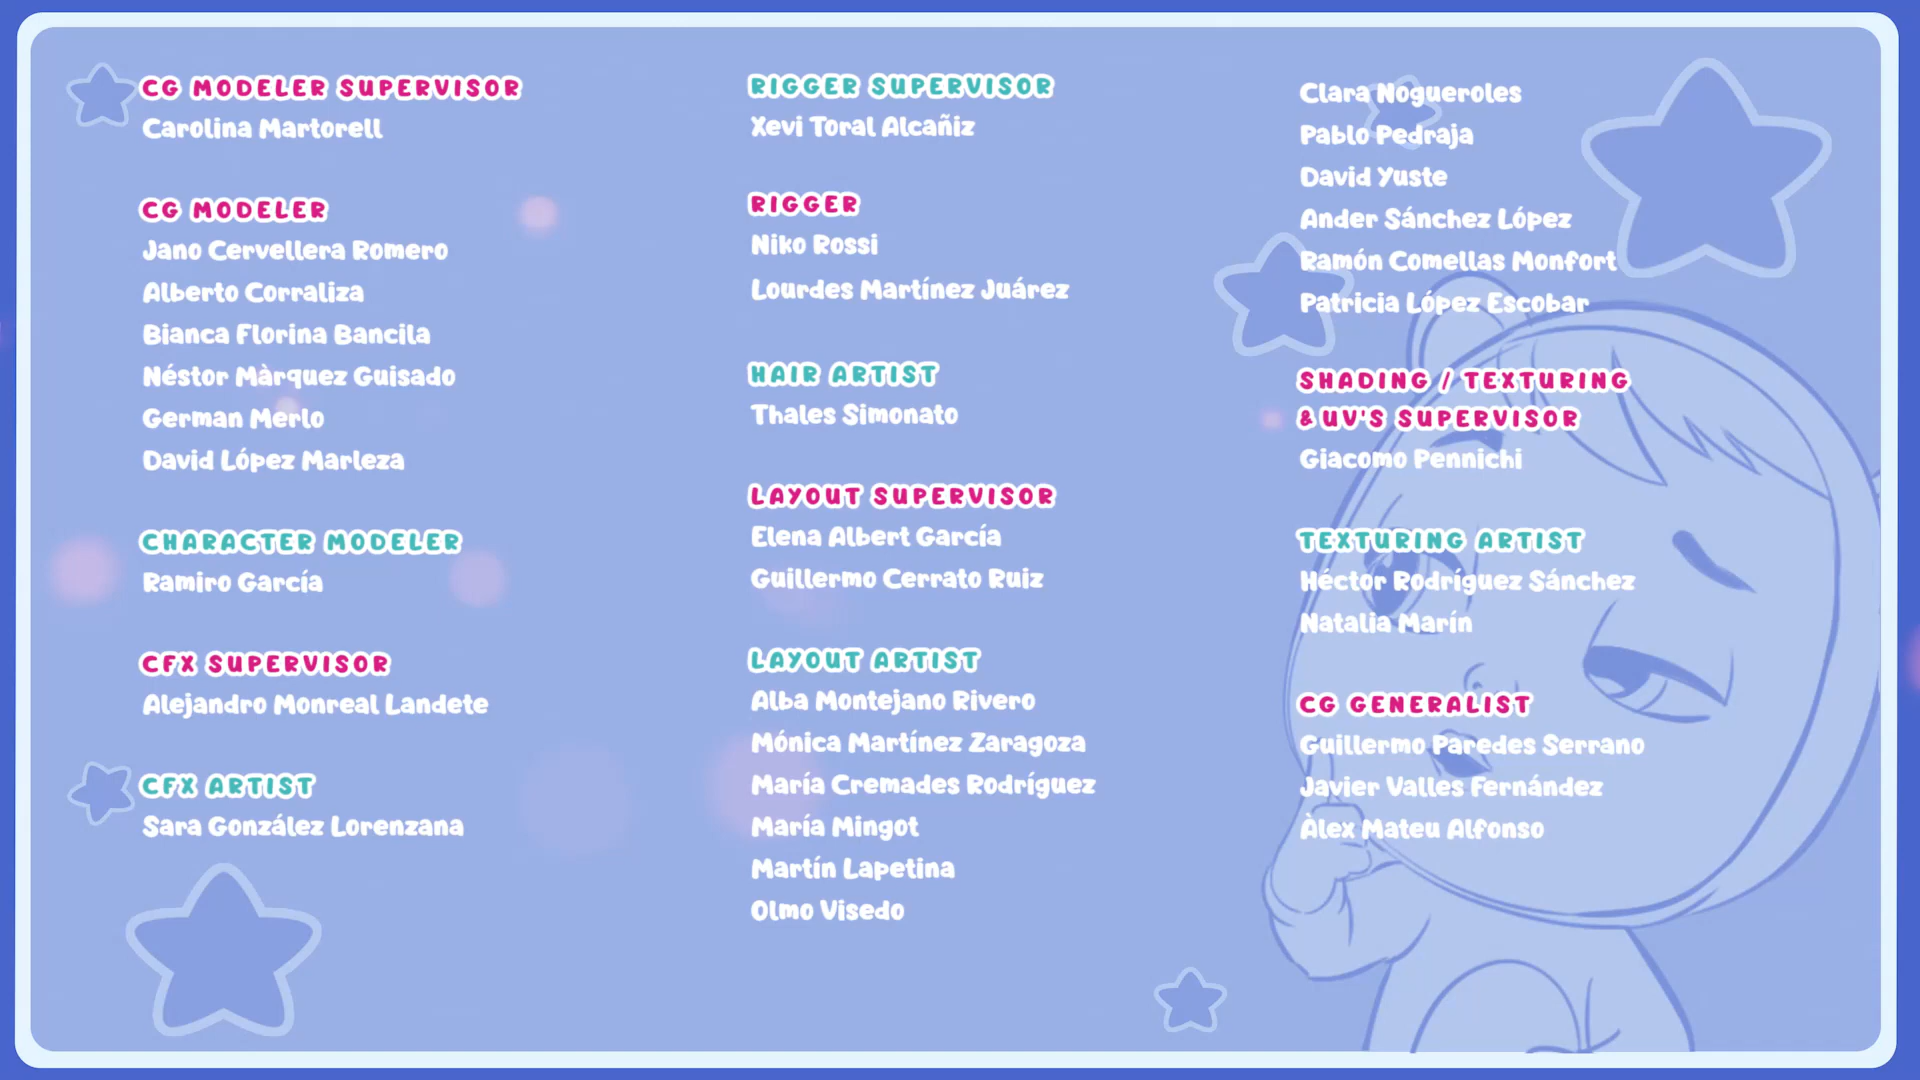 CG MODELER SUPERVISOR
Carolina Martorell
CG MODELER
Jano Cervellera Romero
Alberto Corraliza
Bianca Florina Bancila
Néstor Màrquez Guisado
German Merlo
David López Marleza
CHARACTER MODELER
Ramiro García
CFX SUPERVISOR
Alejandro Monreal Landete
CFX ARTIST
Sara González Lorenzana
RIGGER SUPERVISOR
Xevi Toral Alcañiz
RIGGER
Niko Rossi
Lourdes Martínez Juárez
HAIR ARTIST
Thales Simonato
LAYOUT SUPERVISOR
Elena Albert García
Guillermo Cerrato Ruiz
LAYOUT ARTIST
Alba Montejano Rivero
Mónica Martínez Zaragoza
María Cremades Rodríguez
María Mingot
Martín Lapetina
Olmo Visedo
Clara Nogueroles
Pablo Pedraja
David Yuste
Ander Sánchez López
Ramón Comellas Monfort
Patricia López Escobar
SHADING / TEXTURING
& UV'S SUPERVISOR
Giacomo Pennichi
TEXTURING ARTIST
Héctor Rodríguez Sánchez
Natalia Marín
CG GENERALIST
Guillermo Paredes Serrano
Javier Valles Fernández
Àlex Mateu Alfonso